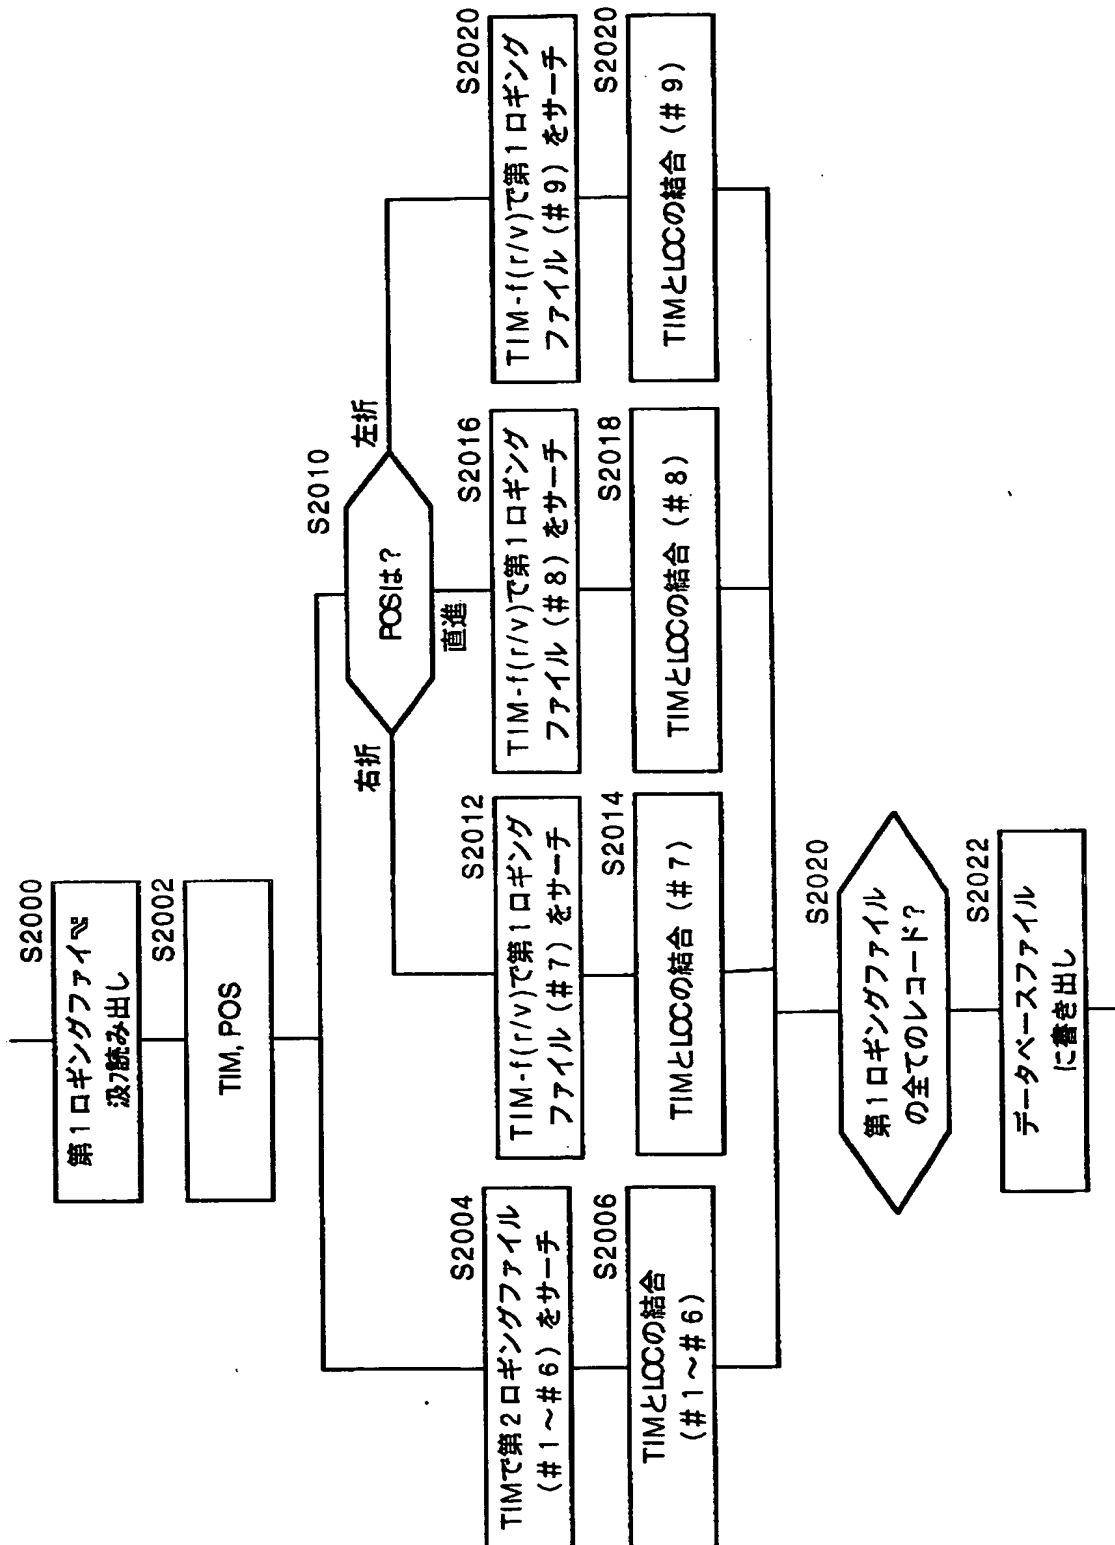 S2000
第1ロギングファイル
読み出し
S2002
TIM, POS
S2004
TIMで第2ロギングファイル
(#1～#6)をサーチ
S2006
TIMとLOCの結合
(#1～#6)
S2010
POSは?
右折
直進
左折
S2012
TIM-f(r/v)で第1ロギング
ファイル(#7)をサーチ
S2014
TIMとLOCの結合(#7)
S2016
TIM-f(r/v)で第1ロギング
ファイル(#8)をサーチ
S2018
TIMとLOCの結合(#8)
S2020
TIM-f(r/v)で第1ロギング
ファイル(#9)をサーチ
S2020
TIMとLOCの結合(#9)
S2020
第1ロギングファイル
の全てのレコード?
S2022
データベースファイル
に書き出し